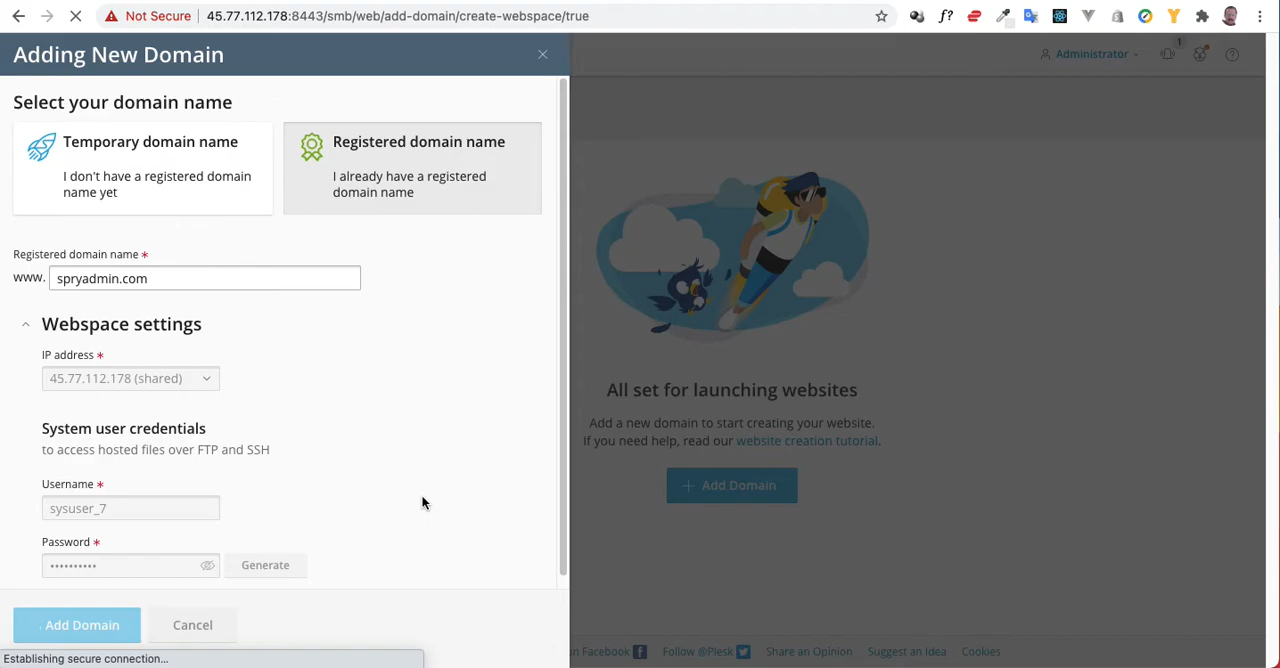 Not Secure
45.77.112.178:8443/smb/web/add-domain/create-webspace/true
f?
Adding New Domain
Administrator
1
Select your domain name
Temporary domain name
I don't have a registered domain
name yet
Registered domain name
I already have a registered
domain name
Registered domain name *
www. spryadmin.com
Webspace settings
IP address *
45.77.112.178 (shared)
System user credentials
to access hosted files over FTP and SSH
Username *
sysuser_7
Password *
••••••••••
Generate
Add Domain
Cancel
Establishing secure connection...
All set for launching websites
Add a new domain to start creating your website.
If you need help, read our website creation tutorial.
+ Add Domain
n Facebook
Follow @Plesk
Share an Opinion
Suggest an Idea
Cookies